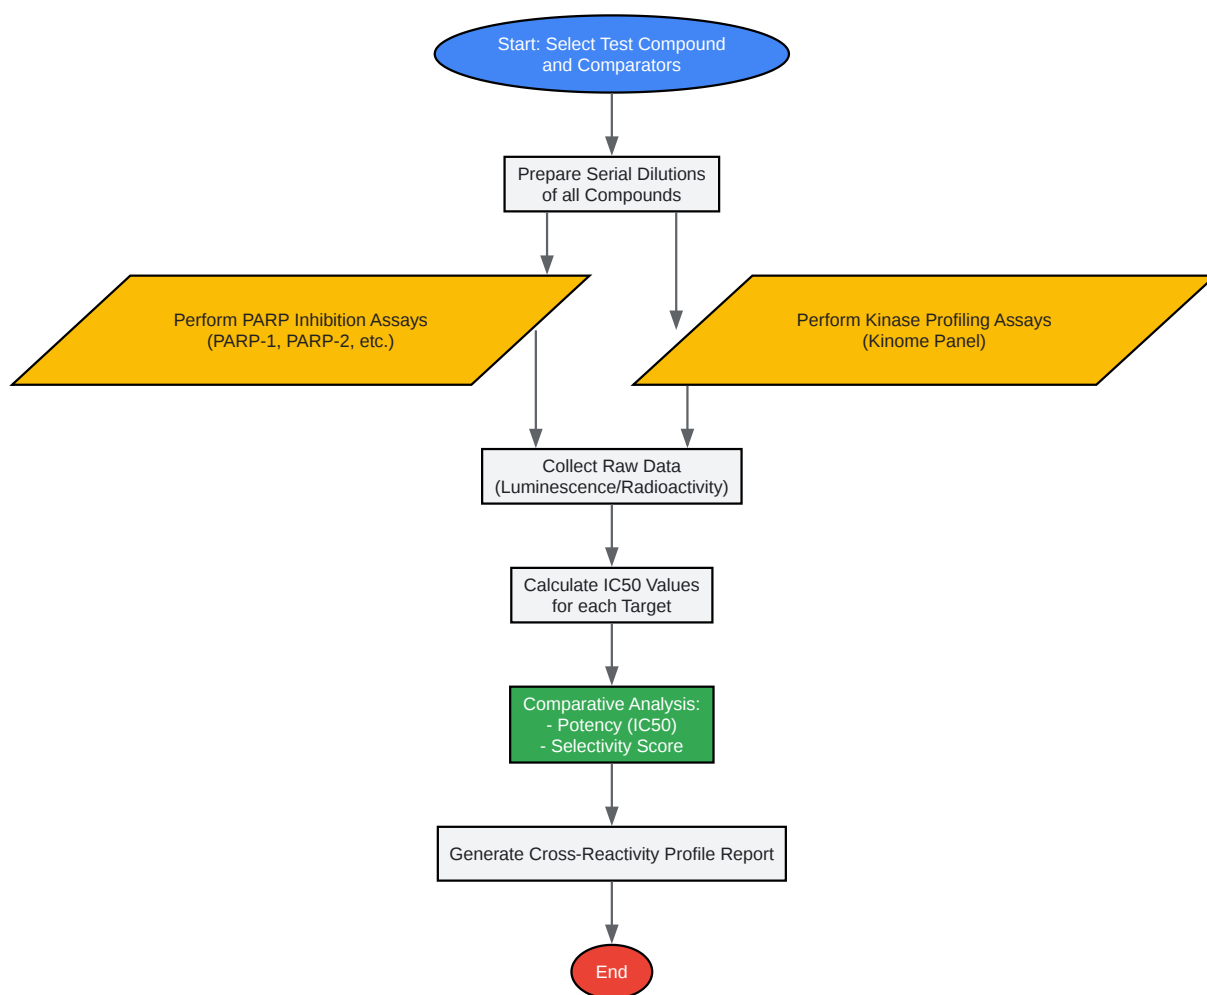 Start: Select Test Compound
and Comparators
Prepare Serial Dilutions
of all Compounds
Perform PARP Inhibition Assays
(PARP-1, PARP-2, etc.)
Perform Kinase Profiling Assays
(Kinome Panel)
Collect Raw Data
(Luminescence/Radioactivity)
Calculate IC50 Values
for each Target
Comparative Analysis:
- Potency (IC50)
- Selectivity Score
Generate Cross-Reactivity Profile Report
End